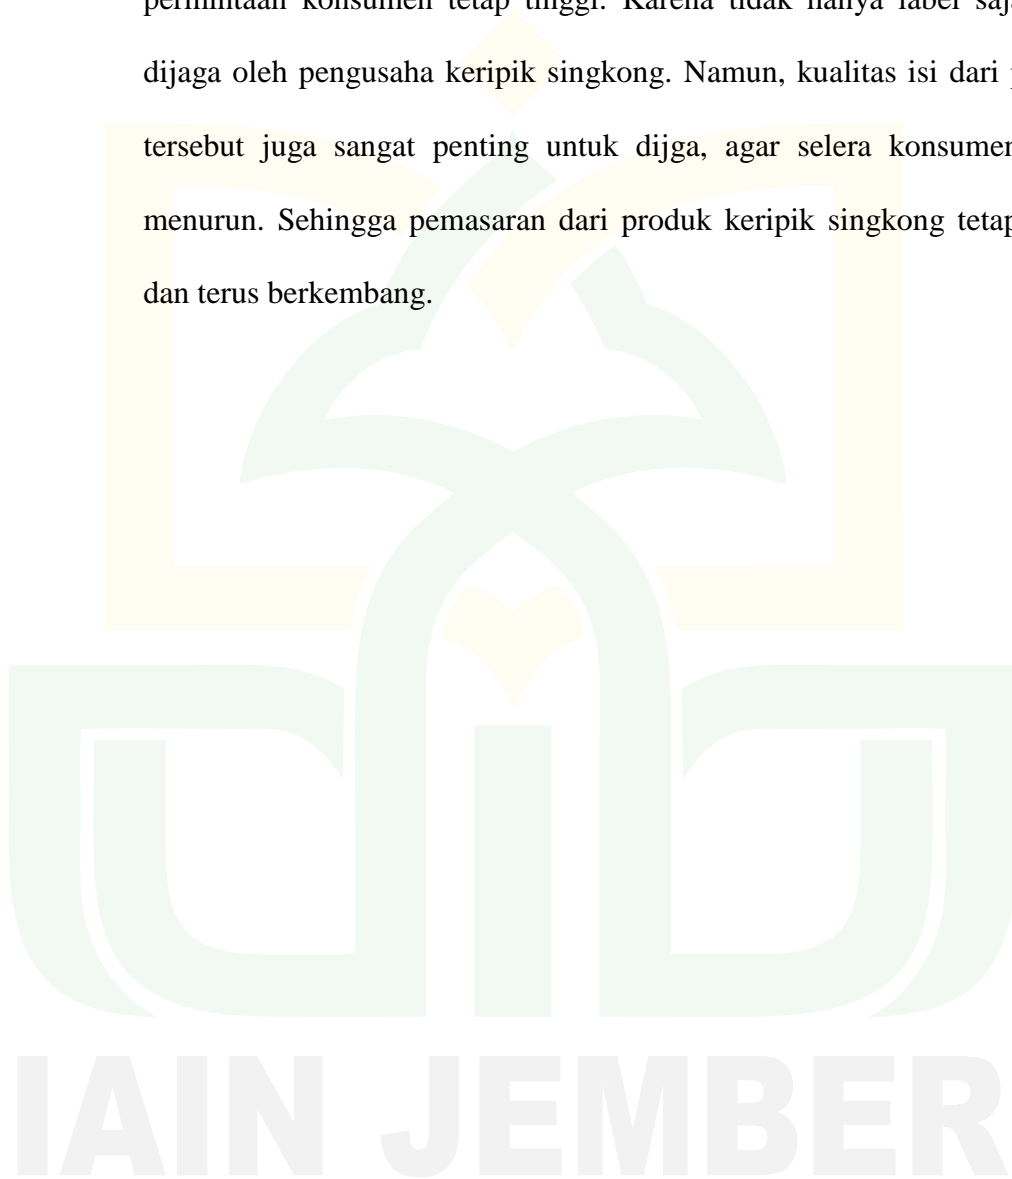 permintaan konsumen tetap tinggi. Karena tidak hanya label
dijaga oleh pengusaha keripik singkong. Namun, kualitas isi dari
tersebut juga sangat penting untuk dijga, agar selera konsumen
menurun. Sehingga pemasaran dari produk keripik singkong tetap
dan terus berkembang.
IAIN JEMBER